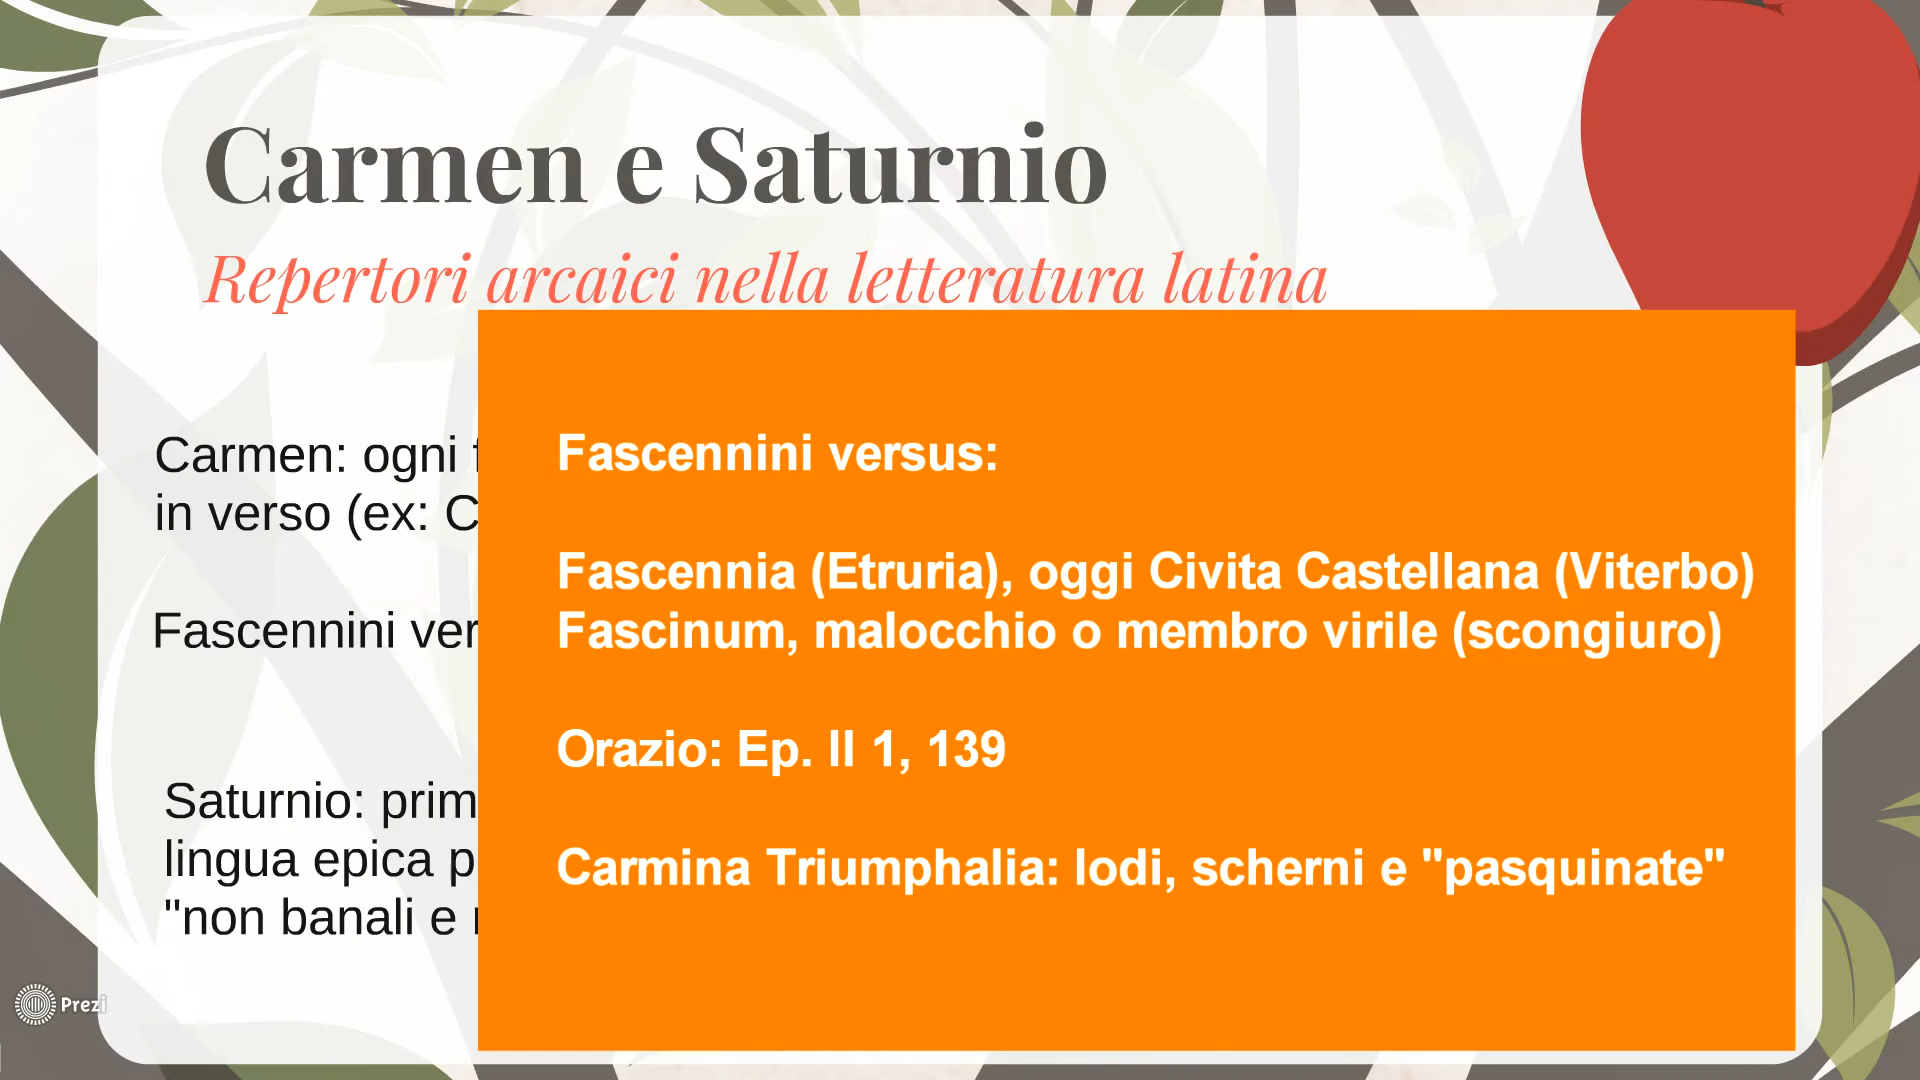 Carmen e Saturnio
Repertori arcaici nella letteratura latina
Carmen: ogni
in verso (ex:
Fascennini
Saturnio:
lingua epica
"non banali e
Fascennini versus:
Fascennia (Etruria), oggi Civita Castellana (Viterbo)
Fascinum, malocchio o membro virile (scongiuro)
Orazio: Ep. II 1, 139
Carmina Triumphalia: lodi, scherni e "pasquinate"
Prezi